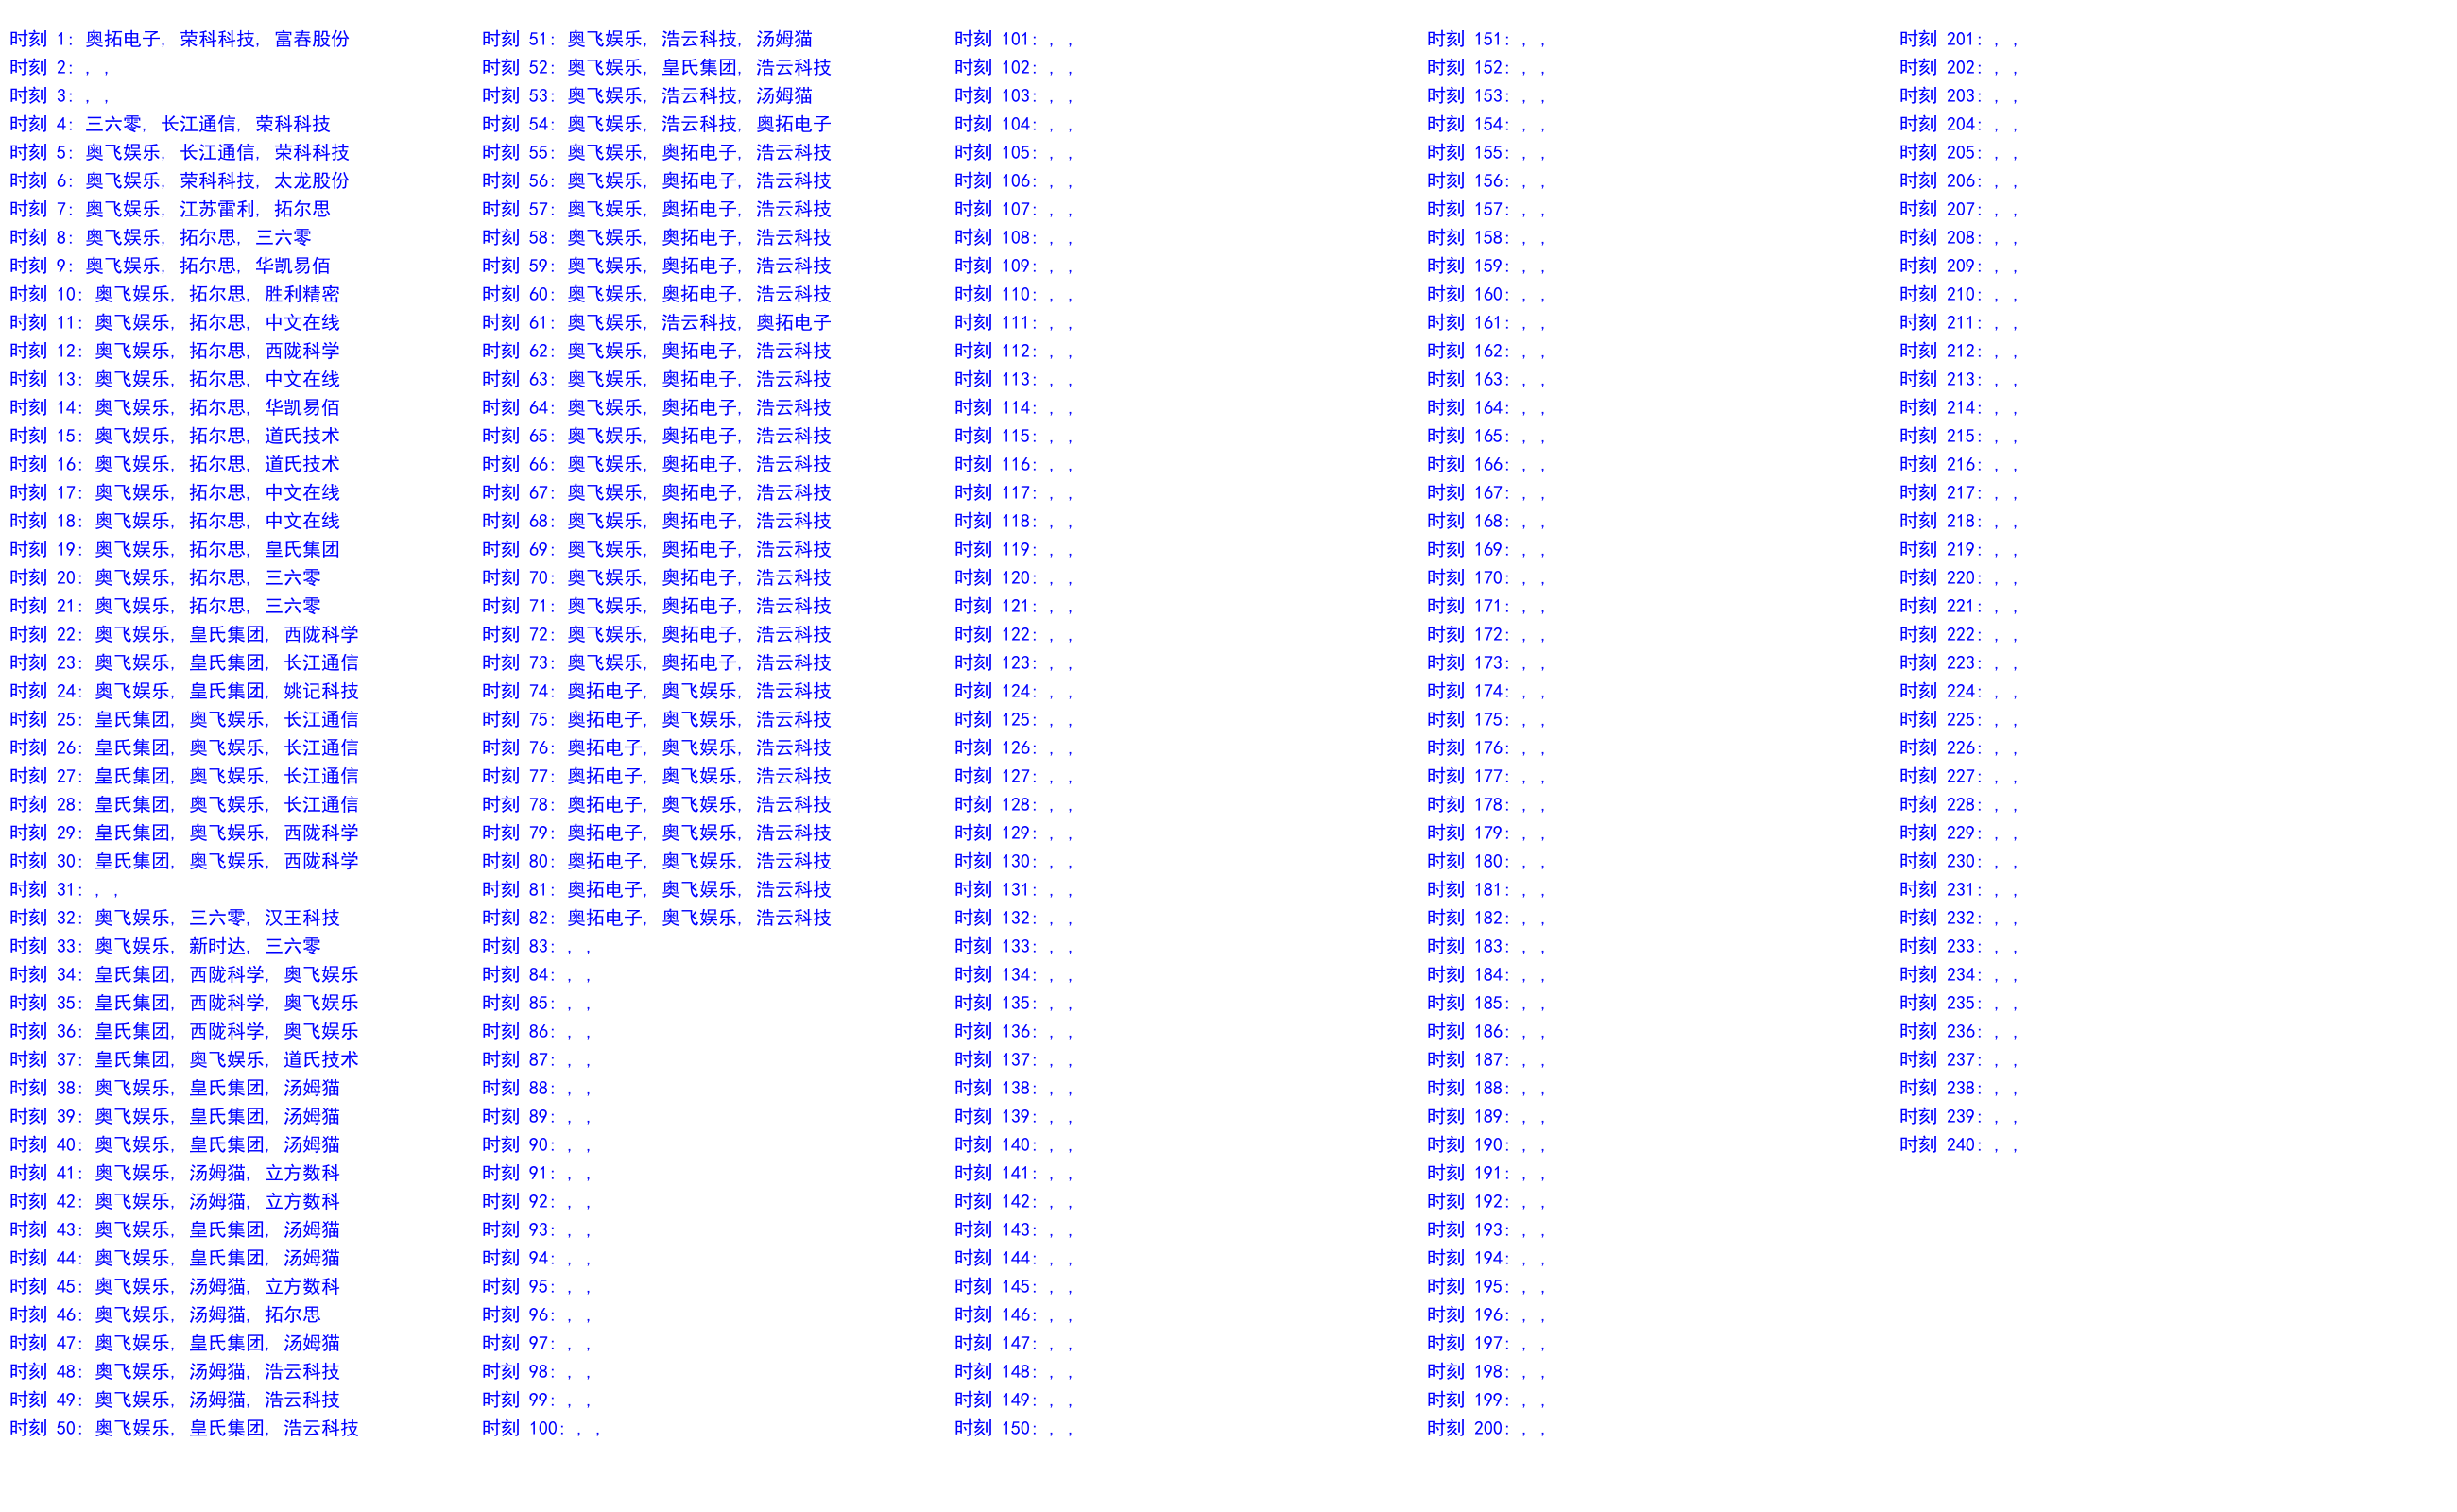 时刻 1: 奥拓电子, 荣科科技, 富春股份
时刻 2: , ,
时刻 3: , ,
时刻 4: 三六零, 长江通信, 荣科科技
时刻 5: 奥飞娱乐, 长江通信, 荣科科技
时刻 6: 奥飞娱乐, 荣科科技, 太龙股份
时刻 7: 奥飞娱乐, 江苏雷利, 拓尔思
时刻 8: 奥飞娱乐, 拓尔思, 三六零
时刻 9: 奥飞娱乐, 拓尔思, 华凯易佰
时刻 10: 奥飞娱乐, 拓尔思, 胜利精密
时刻 11: 奥飞娱乐, 拓尔思, 中文在线
时刻 12: 奥飞娱乐, 拓尔思, 西陇科学
时刻 13: 奥飞娱乐, 拓尔思, 中文在线
时刻 14: 奥飞娱乐, 拓尔思, 华凯易佰
时刻 15: 奥飞娱乐, 拓尔思, 道氏技术
时刻 16: 奥飞娱乐, 拓尔思, 道氏技术
时刻 17: 奥飞娱乐, 拓尔思, 中文在线
时刻 18: 奥飞娱乐, 拓尔思, 中文在线
时刻 19: 奥飞娱乐, 拓尔思, 皇氏集团
时刻 20: 奥飞娱乐, 拓尔思, 三六零
时刻 21: 奥飞娱乐, 拓尔思, 三六零
时刻 22: 奥飞娱乐, 皇氏集团, 西陇科学
时刻 23: 奥飞娱乐, 皇氏集团, 长江通信
时刻 24: 奥飞娱乐, 皇氏集团, 姚记科技
时刻 25: 皇氏集团, 奥飞娱乐, 长江通信
时刻 26: 皇氏集团, 奥飞娱乐, 长江通信
时刻 27: 皇氏集团, 奥飞娱乐, 长江通信
时刻 28: 皇氏集团, 奥飞娱乐, 长江通信
时刻 29: 皇氏集团, 奥飞娱乐, 西陇科学
时刻 30: 皇氏集团, 奥飞娱乐, 西陇科学
时刻 31: , ,
时刻 32: 奥飞娱乐, 三六零, 汉王科技
时刻 33: 奥飞娱乐, 新时达, 三六零
时刻 34: 皇氏集团, 西陇科学, 奥飞娱乐
时刻 35: 皇氏集团, 西陇科学, 奥飞娱乐
时刻 36: 皇氏集团, 西陇科学, 奥飞娱乐
时刻 37: 皇氏集团, 奥飞娱乐, 道氏技术
时刻 38: 奥飞娱乐, 皇氏集团, 汤姆猫
时刻 39: 奥飞娱乐, 皇氏集团, 汤姆猫
时刻 40: 奥飞娱乐, 皇氏集团, 汤姆猫
时刻 41: 奥飞娱乐, 汤姆猫, 立方数科
时刻 42: 奥飞娱乐, 汤姆猫, 立方数科
时刻 43: 奥飞娱乐, 皇氏集团, 汤姆猫
时刻 44: 奥飞娱乐, 皇氏集团, 汤姆猫
时刻 45: 奥飞娱乐, 汤姆猫, 立方数科
时刻 46: 奥飞娱乐, 汤姆猫, 拓尔思
时刻 47: 奥飞娱乐, 皇氏集团, 汤姆猫
时刻 48: 奥飞娱乐, 汤姆猫, 浩云科技
时刻 49: 奥飞娱乐, 汤姆猫, 浩云科技
时刻 50: 奥飞娱乐, 皇氏集团, 浩云科技
时刻 51: 奥飞娱乐, 浩云科技, 汤姆猫
时刻 52: 奥飞娱乐, 皇氏集团, 浩云科技
时刻 53: 奥飞娱乐, 浩云科技, 汤姆猫
时刻 54: 奥飞娱乐, 浩云科技, 奥拓电子
时刻 55: 奥飞娱乐, 奥拓电子, 浩云科技
时刻 56: 奥飞娱乐, 奥拓电子, 浩云科技
时刻 57: 奥飞娱乐, 奥拓电子, 浩云科技
时刻 58: 奥飞娱乐, 奥拓电子, 浩云科技
时刻 59: 奥飞娱乐, 奥拓电子, 浩云科技
时刻 60: 奥飞娱乐, 奥拓电子, 浩云科技
时刻 61: 奥飞娱乐, 浩云科技, 奥拓电子
时刻 62: 奥飞娱乐, 奥拓电子, 浩云科技
时刻 63: 奥飞娱乐, 奥拓电子, 浩云科技
时刻 64: 奥飞娱乐, 奥拓电子, 浩云科技
时刻 65: 奥飞娱乐, 奥拓电子, 浩云科技
时刻 66: 奥飞娱乐, 奥拓电子, 浩云科技
时刻 67: 奥飞娱乐, 奥拓电子, 浩云科技
时刻 68: 奥飞娱乐, 奥拓电子, 浩云科技
时刻 69: 奥飞娱乐, 奥拓电子, 浩云科技
时刻 70: 奥飞娱乐, 奥拓电子, 浩云科技
时刻 71: 奥飞娱乐, 奥拓电子, 浩云科技
时刻 72: 奥飞娱乐, 奥拓电子, 浩云科技
时刻 73: 奥飞娱乐, 奥拓电子, 浩云科技
时刻 74: 奥拓电子, 奥飞娱乐, 浩云科技
时刻 75: 奥拓电子, 奥飞娱乐, 浩云科技
时刻 76: 奥拓电子, 奥飞娱乐, 浩云科技
时刻 77: 奥拓电子, 奥飞娱乐, 浩云科技
时刻 78: 奥拓电子, 奥飞娱乐, 浩云科技
时刻 79: 奥拓电子, 奥飞娱乐, 浩云科技
时刻 80: 奥拓电子, 奥飞娱乐, 浩云科技
时刻 81: 奥拓电子, 奥飞娱乐, 浩云科技
时刻 82: 奥拓电子, 奥飞娱乐, 浩云科技
时刻 83: , ,
时刻 84: , ,
时刻 85: , ,
时刻 86: , ,
时刻 87: , ,
时刻 88: , ,
时刻 89: , ,
时刻 90: , ,
时刻 91: , ,
时刻 92: , ,
时刻 93: , ,
时刻 94: , ,
时刻 95: , ,
时刻 96: , ,
时刻 97: , ,
时刻 98: , ,
时刻 99: , ,
时刻 100: , ,
时刻 101: , ,
时刻 102: , ,
时刻 103: , ,
时刻 104: , ,
时刻 105: , ,
时刻 106: , ,
时刻 107: , ,
时刻 108: , ,
时刻 109: , ,
时刻 110: , ,
时刻 111: , ,
时刻 112: , ,
时刻 113: , ,
时刻 114: , ,
时刻 115: , ,
时刻 116: , ,
时刻 117: , ,
时刻 118: , ,
时刻 119: , ,
时刻 120: , ,
时刻 121: , ,
时刻 122: , ,
时刻 123: , ,
时刻 124: , ,
时刻 125: , ,
时刻 126: , ,
时刻 127: , ,
时刻 128: , ,
时刻 129: , ,
时刻 130: , ,
时刻 131: , ,
时刻 132: , ,
时刻 133: , ,
时刻 134: , ,
时刻 135: , ,
时刻 136: , ,
时刻 137: , ,
时刻 138: , ,
时刻 139: , ,
时刻 140: , ,
时刻 141: , ,
时刻 142: , ,
时刻 143: , ,
时刻 144: , ,
时刻 145: , ,
时刻 146: , ,
时刻 147: , ,
时刻 148: , ,
时刻 149: , ,
时刻 150: , ,
时刻 151: , ,
时刻 152: , ,
时刻 153: , ,
时刻 154: , ,
时刻 155: , ,
时刻 156: , ,
时刻 157: , ,
时刻 158: , ,
时刻 159: , ,
时刻 160: , ,
时刻 161: , ,
时刻 162: , ,
时刻 163: , ,
时刻 164: , ,
时刻 165: , ,
时刻 166: , ,
时刻 167: , ,
时刻 168: , ,
时刻 169: , ,
时刻 170: , ,
时刻 171: , ,
时刻 172: , ,
时刻 173: , ,
时刻 174: , ,
时刻 175: , ,
时刻 176: , ,
时刻 177: , ,
时刻 178: , ,
时刻 179: , ,
时刻 180: , ,
时刻 181: , ,
时刻 182: , ,
时刻 183: , ,
时刻 184: , ,
时刻 185: , ,
时刻 186: , ,
时刻 187: , ,
时刻 188: , ,
时刻 189: , ,
时刻 190: , ,
时刻 191: , ,
时刻 192: , ,
时刻 193: , ,
时刻 194: , ,
时刻 195: , ,
时刻 196: , ,
时刻 197: , ,
时刻 198: , ,
时刻 199: , ,
时刻 200: , ,
时刻 201: , ,
时刻 202: , ,
时刻 203: , ,
时刻 204: , ,
时刻 205: , ,
时刻 206: , ,
时刻 207: , ,
时刻 208: , ,
时刻 209: , ,
时刻 210: , ,
时刻 211: , ,
时刻 212: , ,
时刻 213: , ,
时刻 214: , ,
时刻 215: , ,
时刻 216: , ,
时刻 217: , ,
时刻 218: , ,
时刻 219: , ,
时刻 220: , ,
时刻 221: , ,
时刻 222: , ,
时刻 223: , ,
时刻 224: , ,
时刻 225: , ,
时刻 226: , ,
时刻 227: , ,
时刻 228: , ,
时刻 229: , ,
时刻 230: , ,
时刻 231: , ,
时刻 232: , ,
时刻 233: , ,
时刻 234: , ,
时刻 235: , ,
时刻 236: , ,
时刻 237: , ,
时刻 238: , ,
时刻 239: , ,
时刻 240: , ,